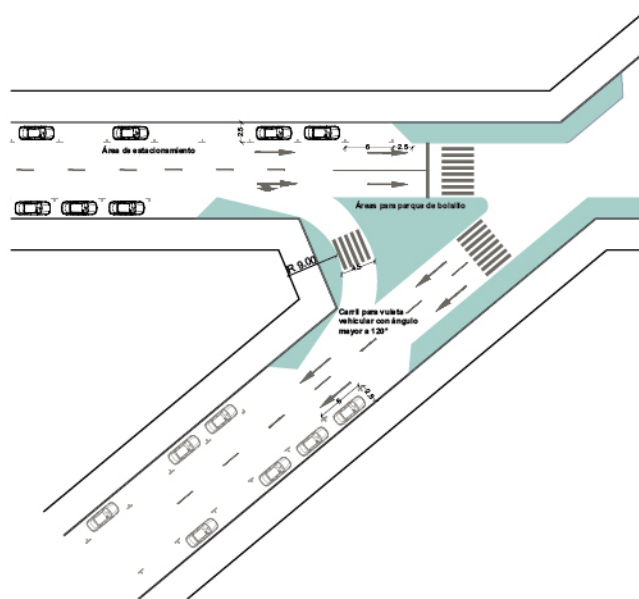 2.5
6
2.5
Área de estacionamiento
Áreas para parque de bolsillo
R 9.00
4.5
Carril para vuelta
vehicular con ángulo
mayor a 120°
6
2.5